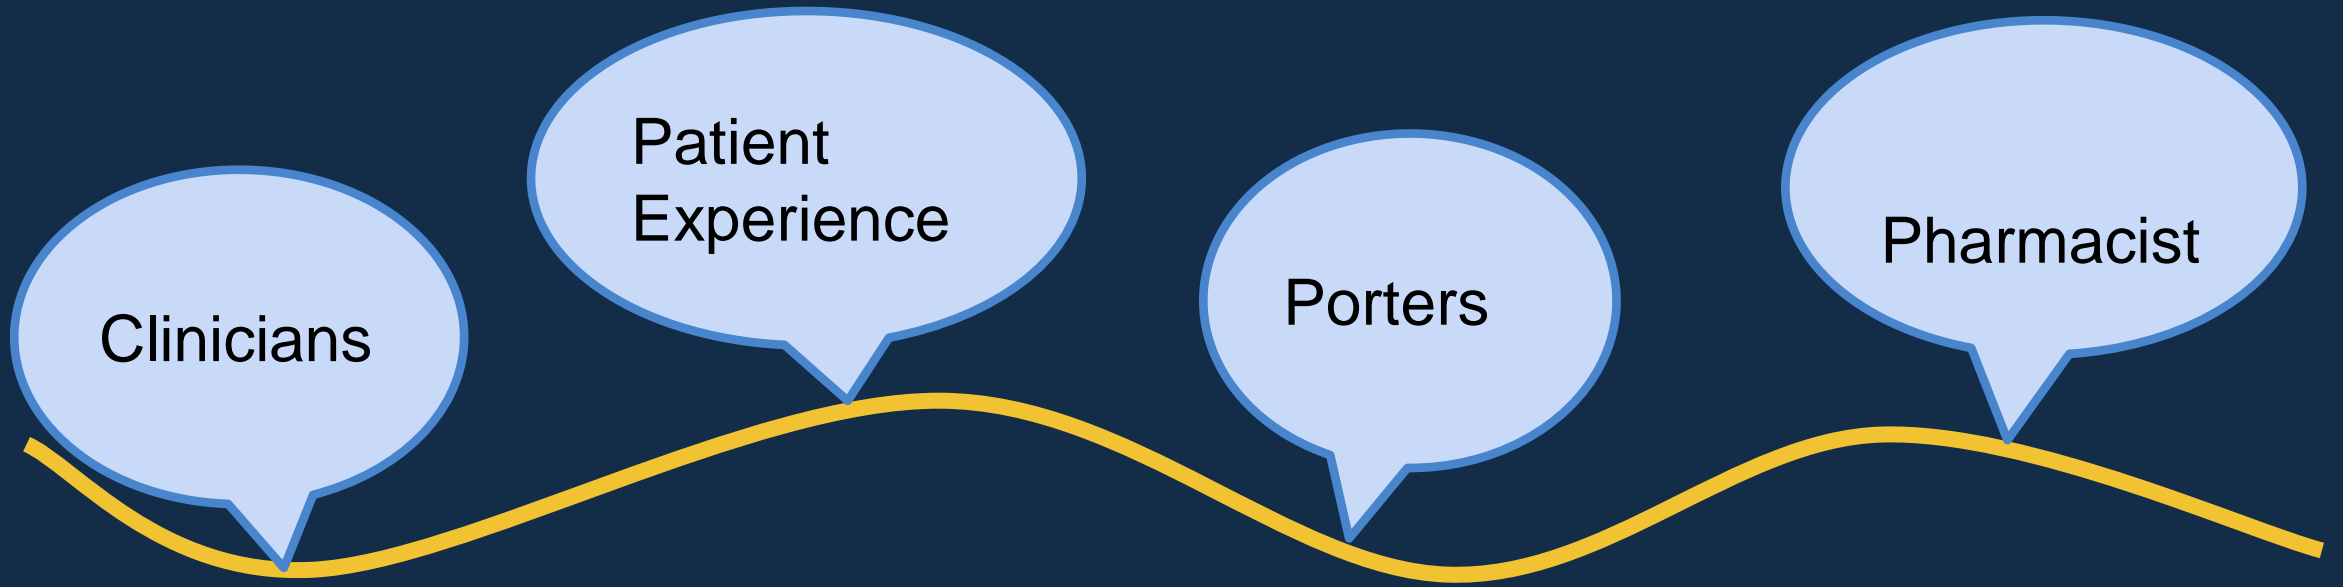 Clinicians
Patient
Experience
Porters
Pharmacist